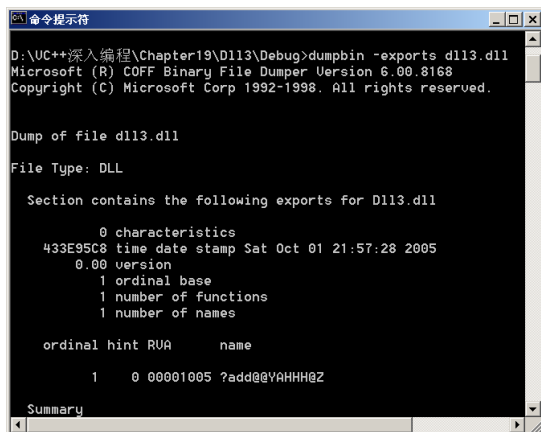 命令提示符
D:\VC++深入编程\Chapter19\Dll3\Debug>dumpbin -exports dll3.dll
Microsoft (R) COFF Binary File Dumper Version 6.00.8168
Copyright (C) Microsoft Corp 1992-1998. All rights reserved.
Dump of file dll3.dll
File Type: DLL
Section contains the following exports for Dll3.dll
0 characteristics
433E95C8 time date stamp Sat Oct 01 21:57:28 2005
0.00 version
1 ordinal base
1 number of functions
1 number of names
ordinal hint RVA name
1 0 00001005 ?add@@YAHHH@Z
Summary